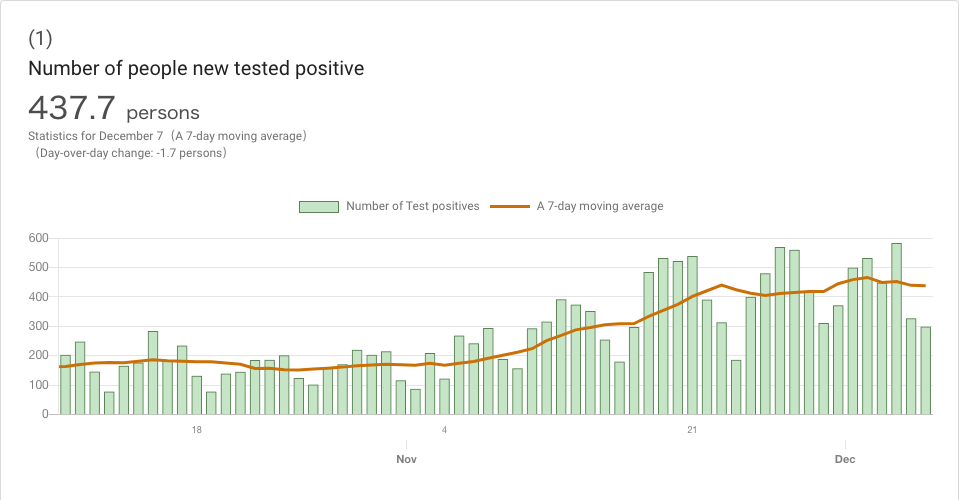 (1)
Number of people new tested positive
437.7 persons
Statistics for December 7（A 7-day moving average）
（Day-over-day change: -1.7 persons）
Number of Test positives A 7-day moving average
600
500
400
300
200
100
0
18 4 21
Nov Dec